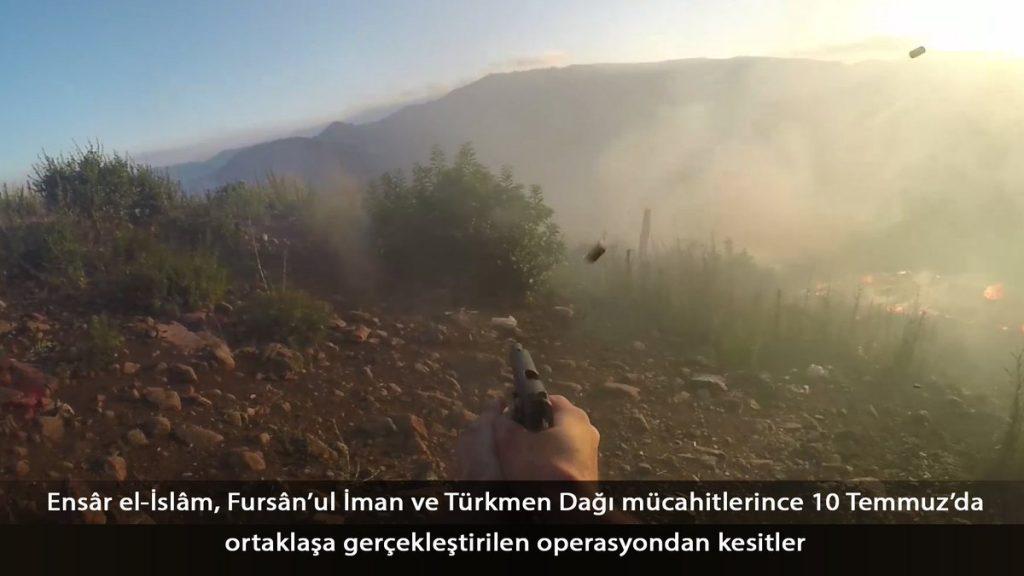 Ensâr el-İslâm, Fursân’ul İman ve Türkmen Dağı mücahitlerince 10 Temmuz’da
ortaklaşa gerçekleştirilen operasyondan kesitler